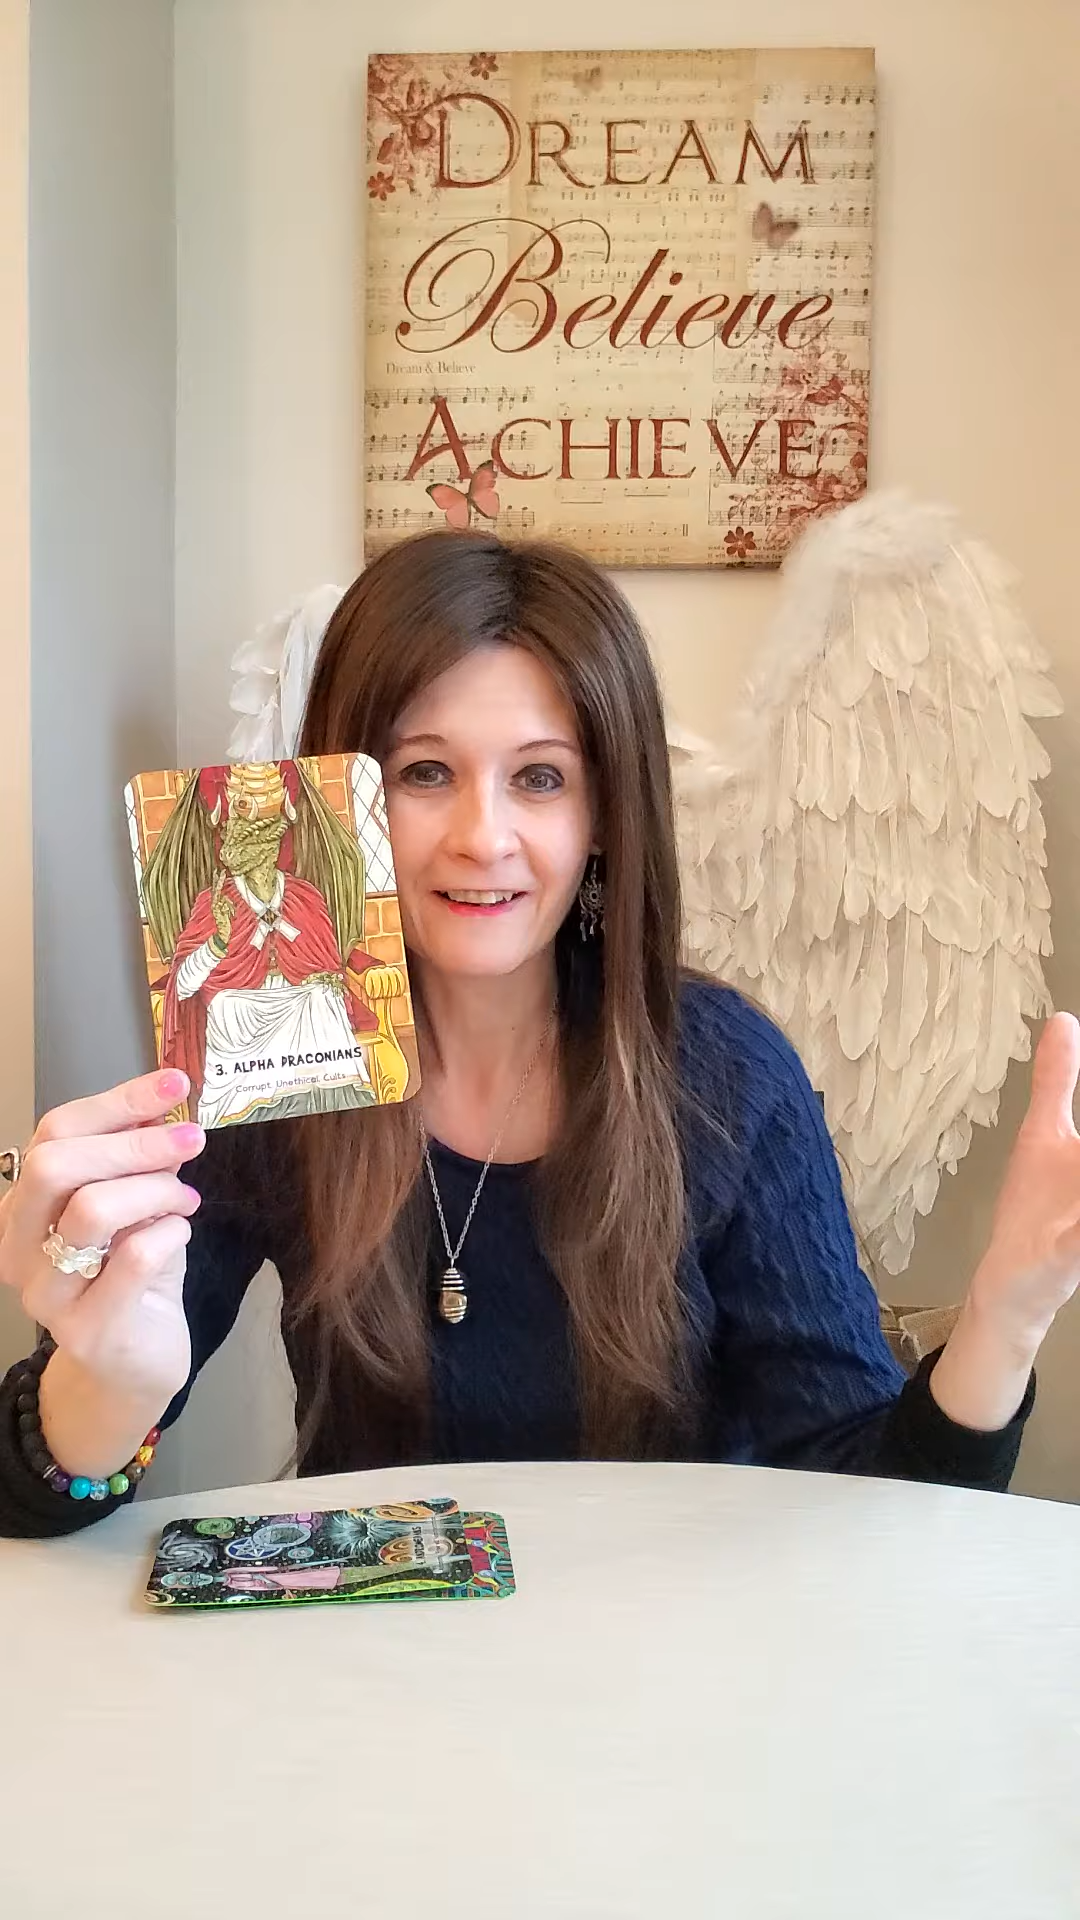 DREAM
Believe
Dream & Believe
ACHIEVE
3. ALPHA DRACONIANS
Corrupt, Unethical Cults